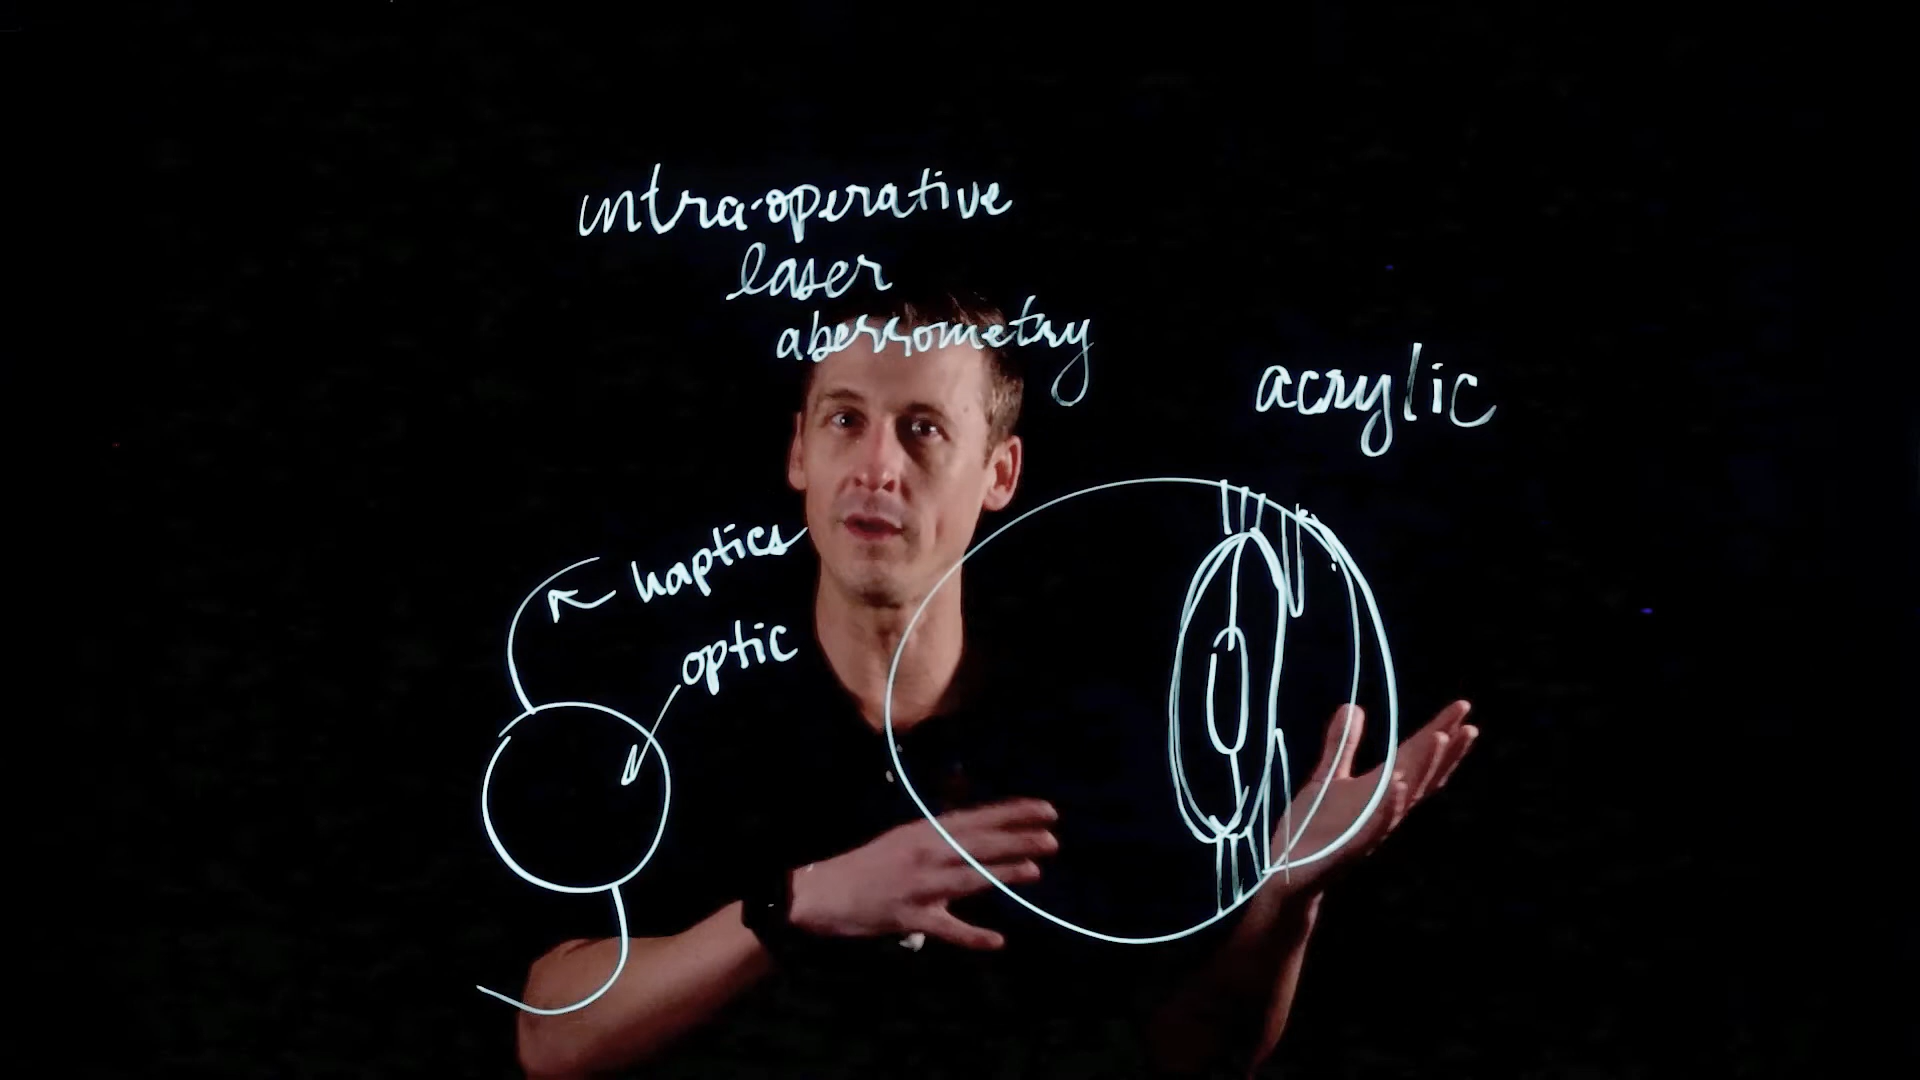 intra-operative
laser
aberrometry
acrylic
haptics
optic